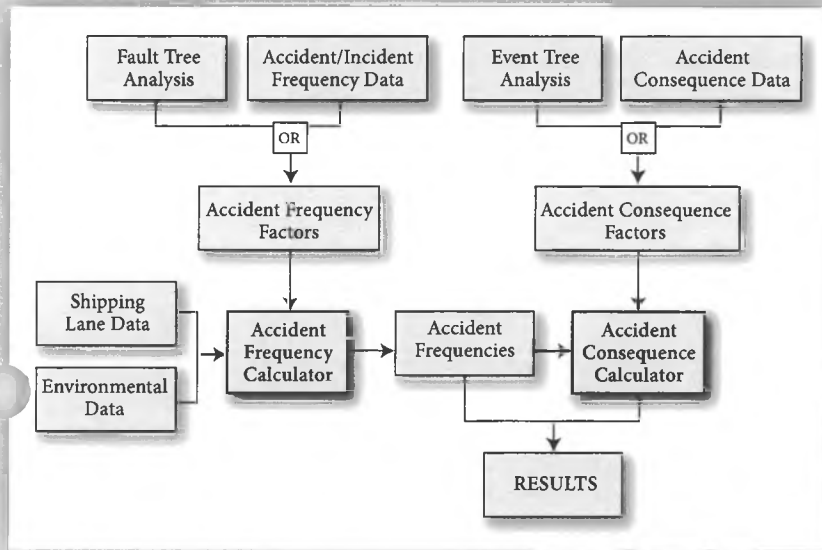 Fault Tree
Analysis
Accident/Incident
Frequency Data
Event Tree
Analysis
Accident
Consequence Data
OR
OR
Accident Frequency
Factors
Accident Consequence
Factors
Shipping
Lane Data
Environmental
Data
Accident
Frequency
Calculator
Accident
Frequencies
Accident
Consequence
Calculator
RESULTS